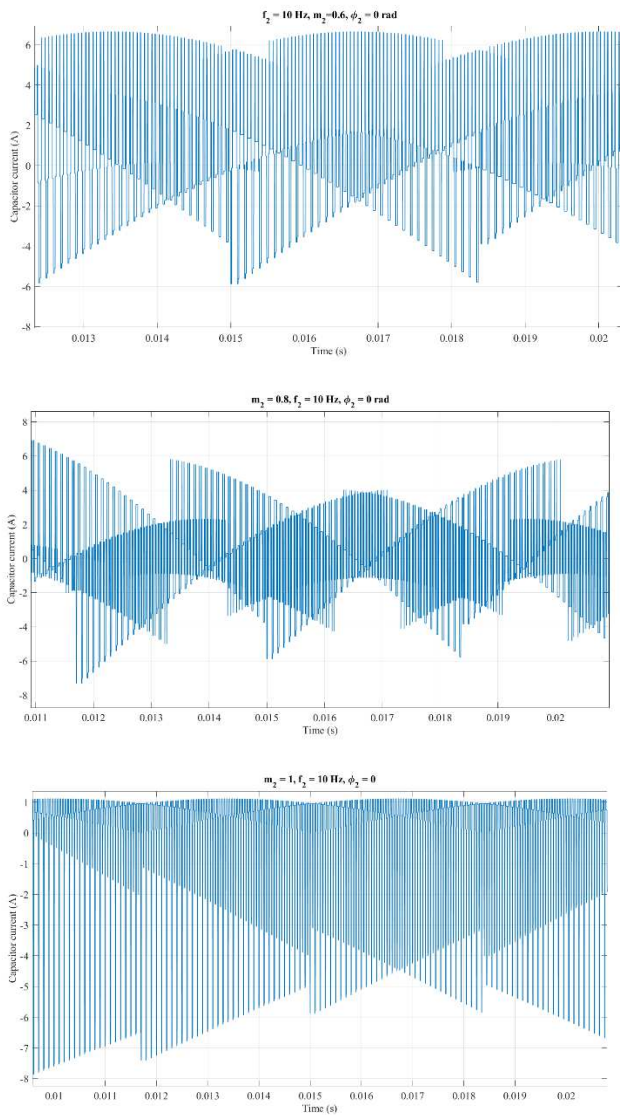 f2 = 10 Hz, m2=0.6, ϕ2 = 0 rad
6
4
2
0
-2
-4
-6
-8
Capacitor current (A)
0.013 0.014 0.015 0.016 0.017 0.018 0.019 0.02
Time (s)
m2 = 0.8, f2 = 10 Hz, ϕ2 = 0 rad
8
6
4
2
0
-2
-4
-6
-8
Capacitor current (A)
0.011 0.012 0.013 0.014 0.015 0.016 0.017 0.018 0.019 0.02
Time (s)
m2 = 1, f2 = 10 Hz, ϕ2 = 0
1
0
-1
-2
-3
-4
-5
-6
-7
-8
Capacitor current (A)
0.01 0.011 0.012 0.013 0.014 0.015 0.016 0.017 0.018 0.019 0.02
Time (s)